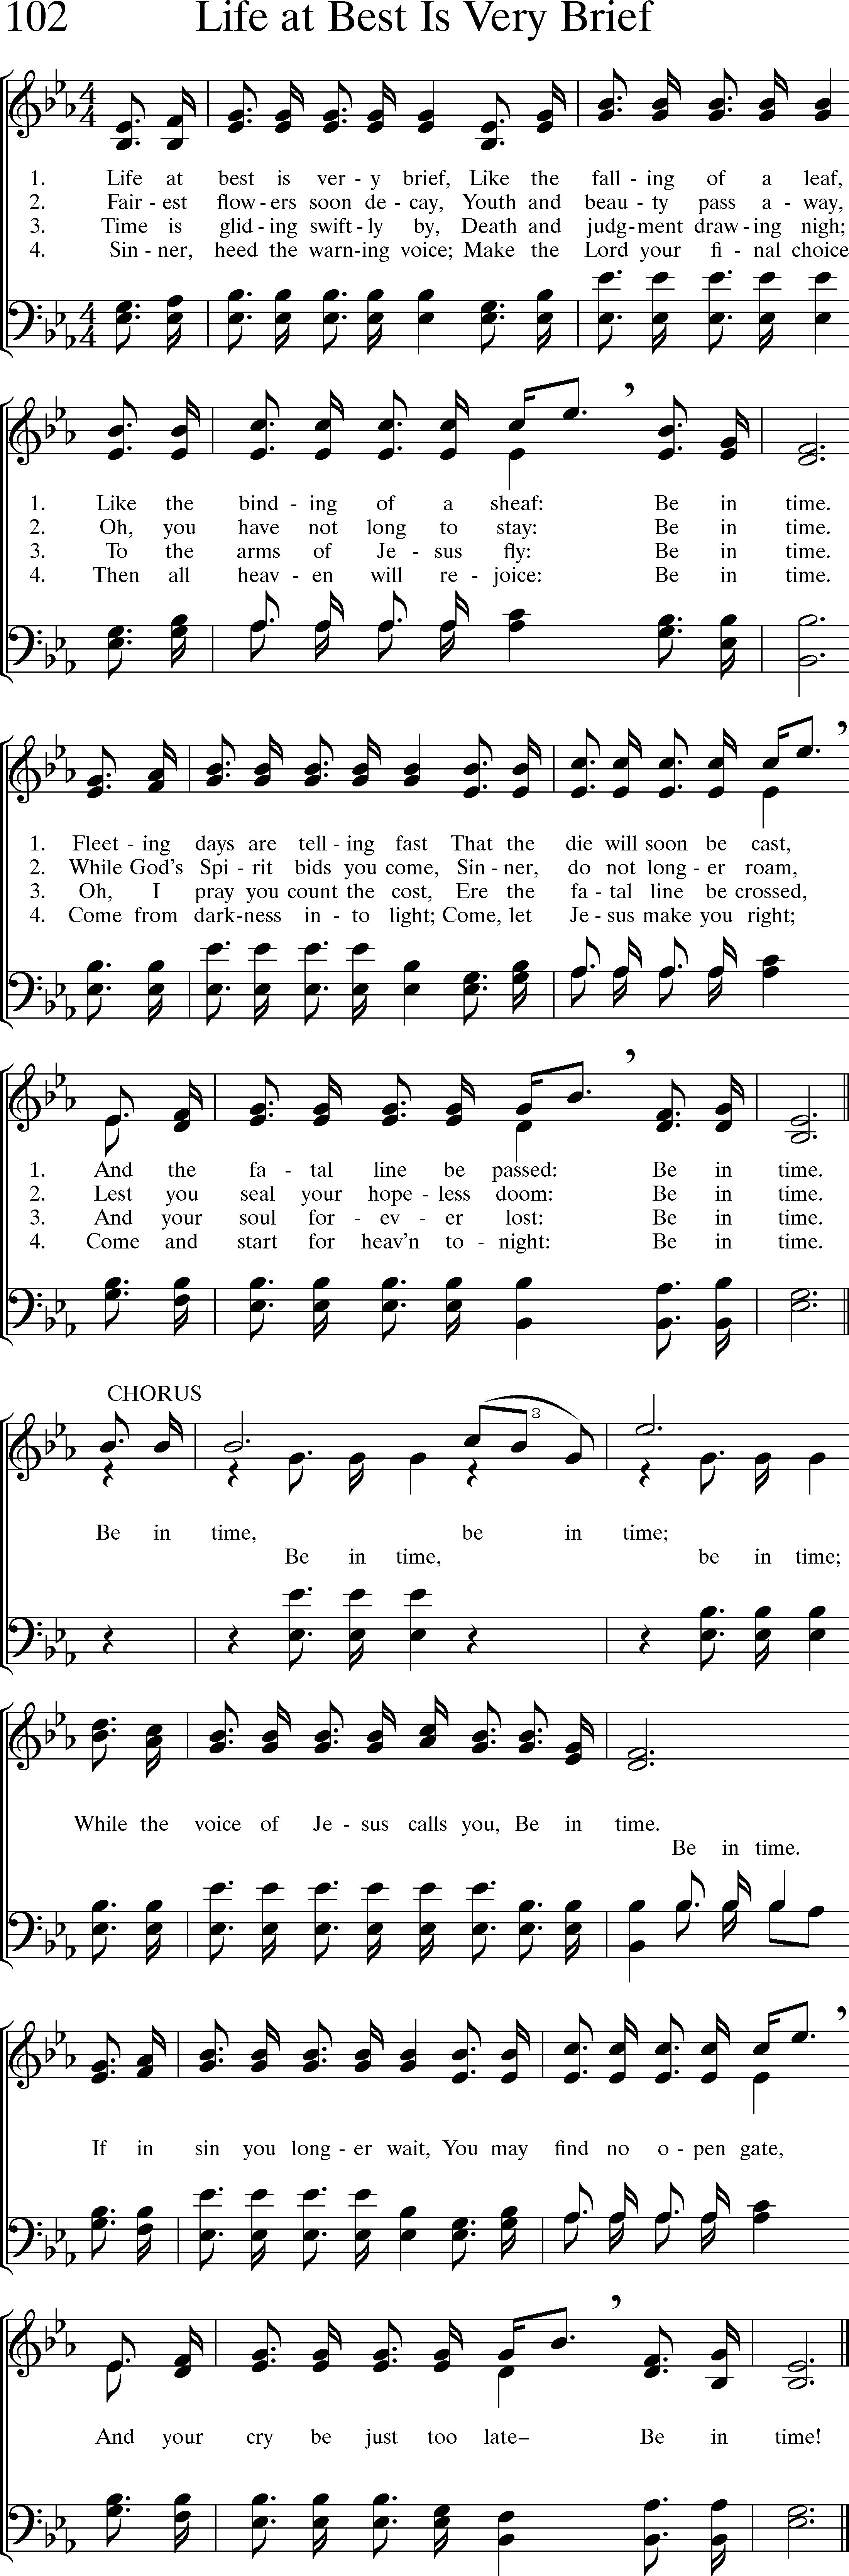 102 Life at Best Is Very Brief
1. Life at best is ver - y brief, Like the fall - ing of a leaf,
2. Fair - est flow - ers soon de - cay, Youth and beau - ty pass a - way,
3. Time is glid - ing swift - ly by, Death and judg - ment draw - ing nigh;
4. Sin - ner, heed the warn - ing voice; Make the Lord your fi - nal choice
1. Like the bind - ing of a sheaf: Be in time.
2. Oh, you have not long to stay: Be in time.
3. To the arms of Je - sus fly: Be in time.
4. Then all heav - en will re - joice: Be in time.
1. Fleet - ing days are tell - ing fast That the die will soon be cast,
2. While God's Spi - rit bids you come, Sin - ner, do not long - er roam,
3. Oh, I pray you count the cost, Ere the fa - tal line be crossed,
4. Come from dark - ness in - to light; Come, let Je - sus make you right;
1. And the fa - tal line be passed: Be in time.
2. Lest you seal your hope - less doom: Be in time.
3. And your soul for - ev - er lost: Be in time.
4. Come and start for heav'n to - night: Be in time.
CHORUS
3
Be in time, be in time;
Be in time, be in time;
While the voice of Je - sus calls you, Be in time.
Be in time.
If in sin you long - er wait, You may find no o - pen gate,
And your cry be just too late– Be in time!